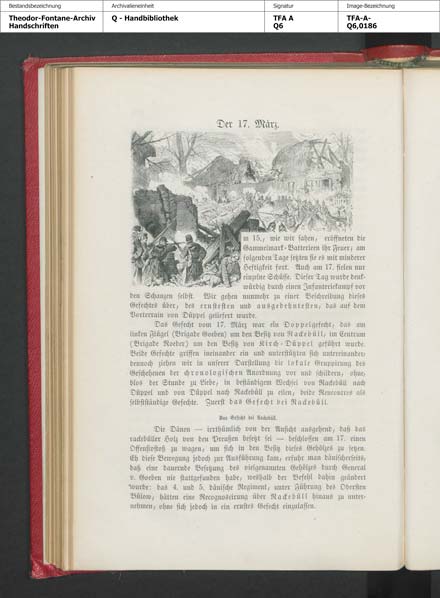 Bestandsbezeichnung
Archivalieneinheit
Signatur
Image-Bezeichnung
Theodor-Fontane-Archiv
Handschriften
Q - Handbibliothek
TFA A
Q6
TFA-A-
Q6,0186
Der 17. März.
m 15., wie wir sahen, eröffneten die
Gammelmark-Batterieen ihr Feuer; am
folgenden Tage setzten sie es mit minderer
Heftigkeit fort. Auch am 17. fielen nur
einzelne Schüsse. Dieser Tag wurde denk-
würdig durch einen Infanteriekampf vor
den Schanzen selbst. Wir gehen nunmehr zu einer Beschreibung dieses
Gefechtes über, des ernstesten und ausgedehntesten, das auf dem
Vorterrain von Düppel geliefert wurde.
Das Gefecht vom 17. März war ein Doppelgefecht, das am
linken Flügel (Brigade Goeben) um den Besitz von Rackebüll, im Centrum
(Brigade Roeder) um den Besitz von Kirch-Düppel geführt wurde.
Beide Gefechte griffen ineinander ein und unterstützten sich untereinander;
dennoch ziehen wir in unserer Darstellung die lokale Gruppirung des
Geschehenen der chronologischen Anordnung vor und schildern, ohne,
blos der Stunde zu Liebe, in beständigem Wechsel von Rackebüll nach
Düppel und von Düppel nach Rackebüll zu eilen, beide Rencontres als
selbstständige Gefechte. Zuerst das Gefecht bei Rackebüll.
Das Gefecht bei Rackebüll.
Die Dänen — irrthümlich von der Ansicht ausgehend, daß das
rackebüller Holz von den Preußen besetzt sei — beschlossen am 17. einen
Offensivstoß zu wagen, um sich in den Besitz dieses Gehölzes zu setzen.
Eh diese Bewegung jedoch zur Ausführung kam, erfuhr man dänischerseits,
daß eine dauernde Besetzung des vielgenannten Gehölzes durch General
v. Goeben nie stattgefunden habe, weshalb der Befehl dahin geändert
wurde: das 4. und 5. dänische Regiment, unter Führung des Obersten
Bülow, hätten eine Recognoscirung über Rackebüll hinaus zu unter-
nehmen, ohne sich jedoch in ein ernstes Gefecht einzulassen.